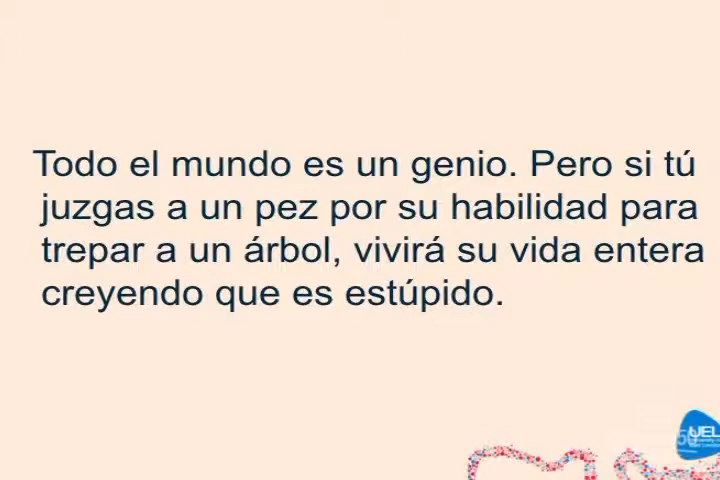 Todo el mundo es un genio. Pero si tú
juzgas a un pez por su habilidad para
trepar a un árbol, vivirá su vida entera
creyendo que es estúpido.
UEL